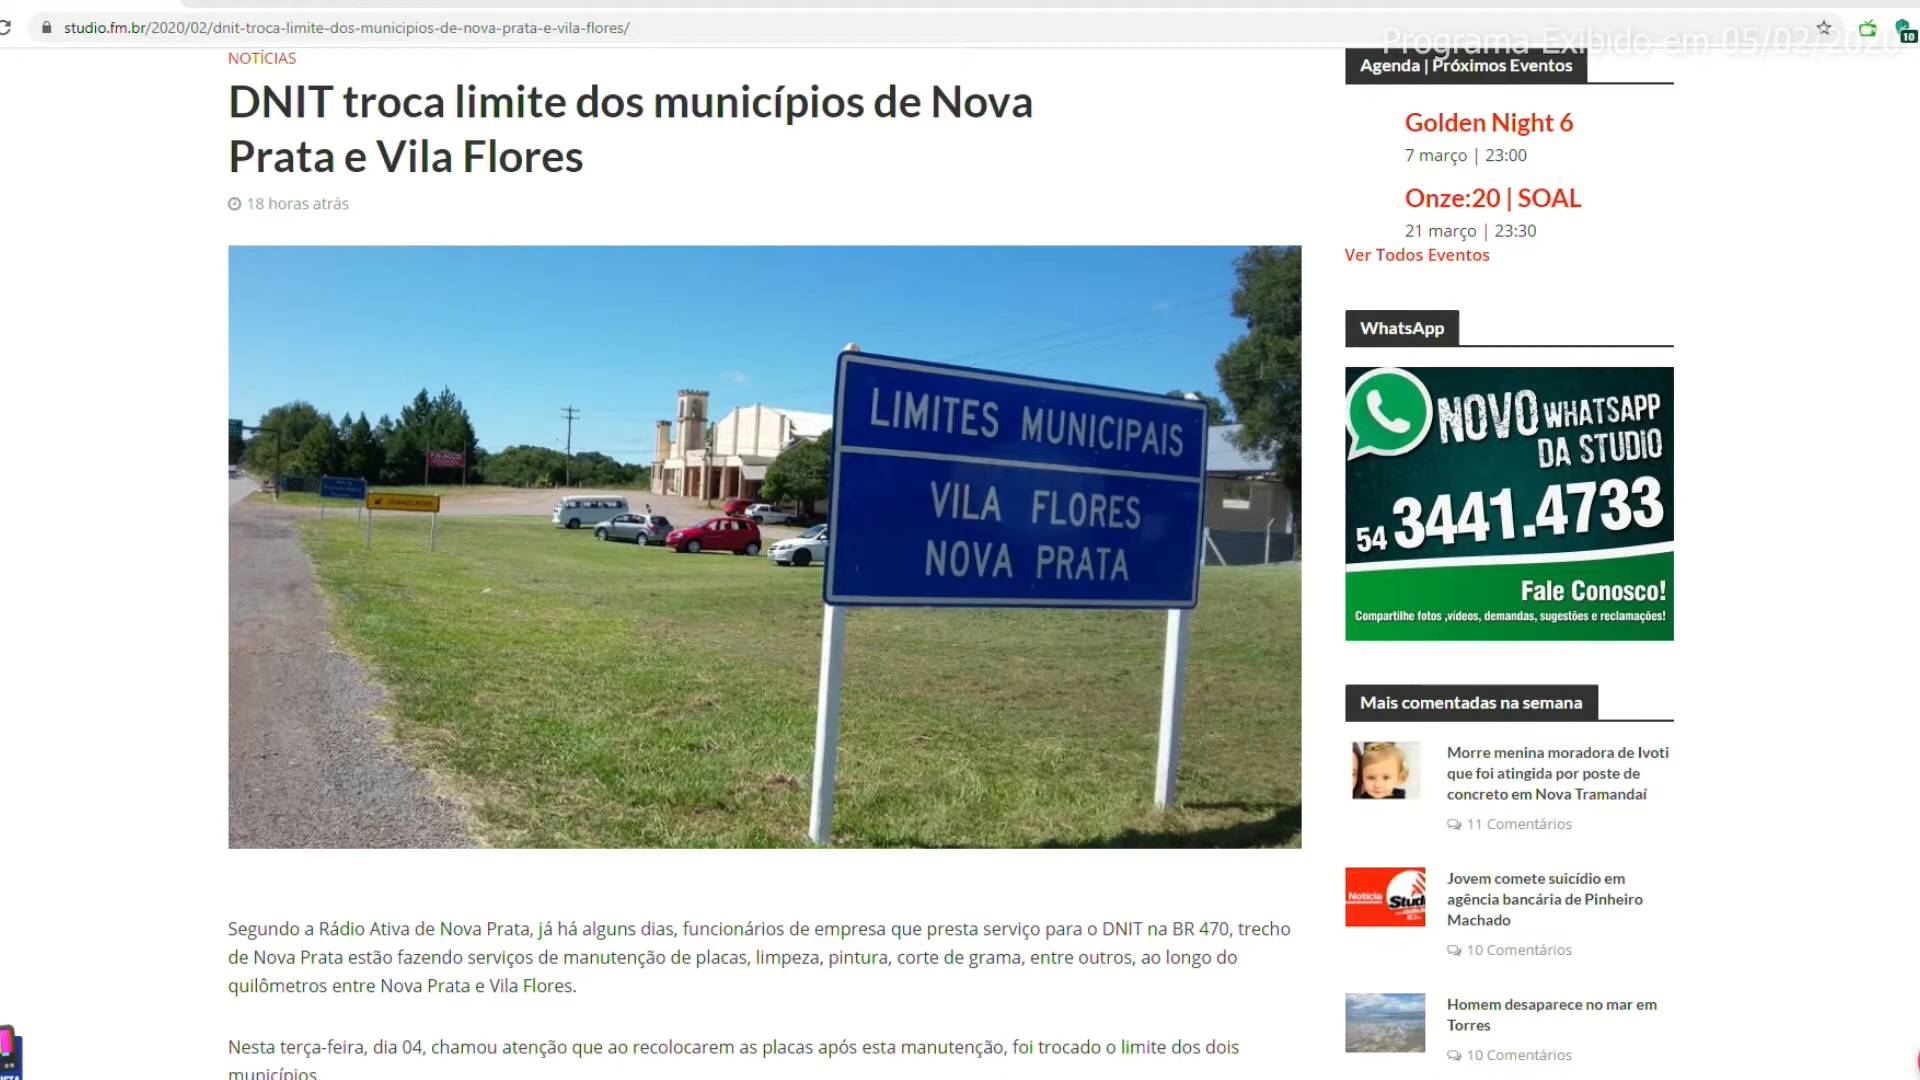 studio.fm.br/2020/02/dnit-troca-limite-dos-municipios-de-nova-prata-e-vila-flores/
10
Programa Exibido em 05/02/2020
NOTÍCIAS
DNIT troca limite dos municípios de Nova
Prata e Vila Flores
18 horas atrás
LIMITES MUNICIPAIS
VILA FLORES
NOVA PRATA
Segundo a Rádio Ativa de Nova Prata, já há alguns dias, funcionários de empresa que presta serviço para o DNIT na BR 470, trecho
de Nova Prata estão fazendo serviços de manutenção de placas, limpeza, pintura, corte de grama, entre outros, ao longo do
quilômetros entre Nova Prata e Vila Flores.
Nesta terça-feira, dia 04, chamou atenção que ao recolocarem as placas após esta manutenção, foi trocado o limite dos dois
municípios.
Agenda | Próximos Eventos
Golden Night 6
7 março | 23:00
Onze:20 | SOAL
21 março | 23:30
Ver Todos Eventos
WhatsApp
NOVO WHATSAPP
DA STUDIO
54 3441.4733
Fale Conosco!
Compartilhe fotos ,vídeos, demandas, sugestões e reclamações!
Mais comentadas na semana
Morre menina moradora de Ivoti
que foi atingida por poste de
concreto em Nova Tramandaí
11 Comentários
Notícia
Jovem comete suicídio em
agência bancária de Pinheiro
Machado
10 Comentários
Homem desaparece no mar em
Torres
10 Comentários